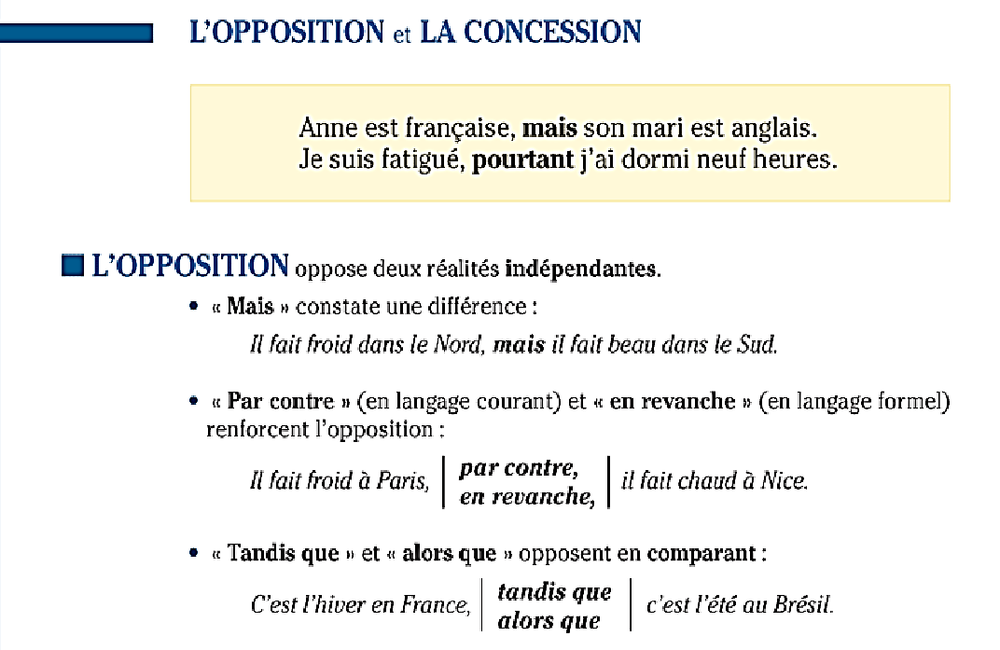 L'OPPOSITION et LA CONCESSION
Anne est française, mais son mari est anglais.
Je suis fatigué, pourtant j'ai dormi neuf heures.
L'OPPOSITION oppose deux réalités indépendantes.
• « Mais » constate une différence :
Il fait froid dans le Nord, mais il fait beau dans le Sud.
• « Par contre » (en langage courant) et « en revanche » (en langage formel)
renforcent l'opposition :
Il fait froid à Paris, | par contre, | il fait chaud à Nice.
en revanche,
• « Tandis que » et « alors que » opposent en comparant :
C'est l'hiver en France, | tandis que | c'est l'été au Brésil.
alors que